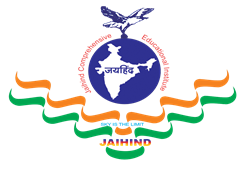 Jaihind Comprehensive Educational Institute
जयहिंद
SKY IS THE LIMIT
JAIHIND